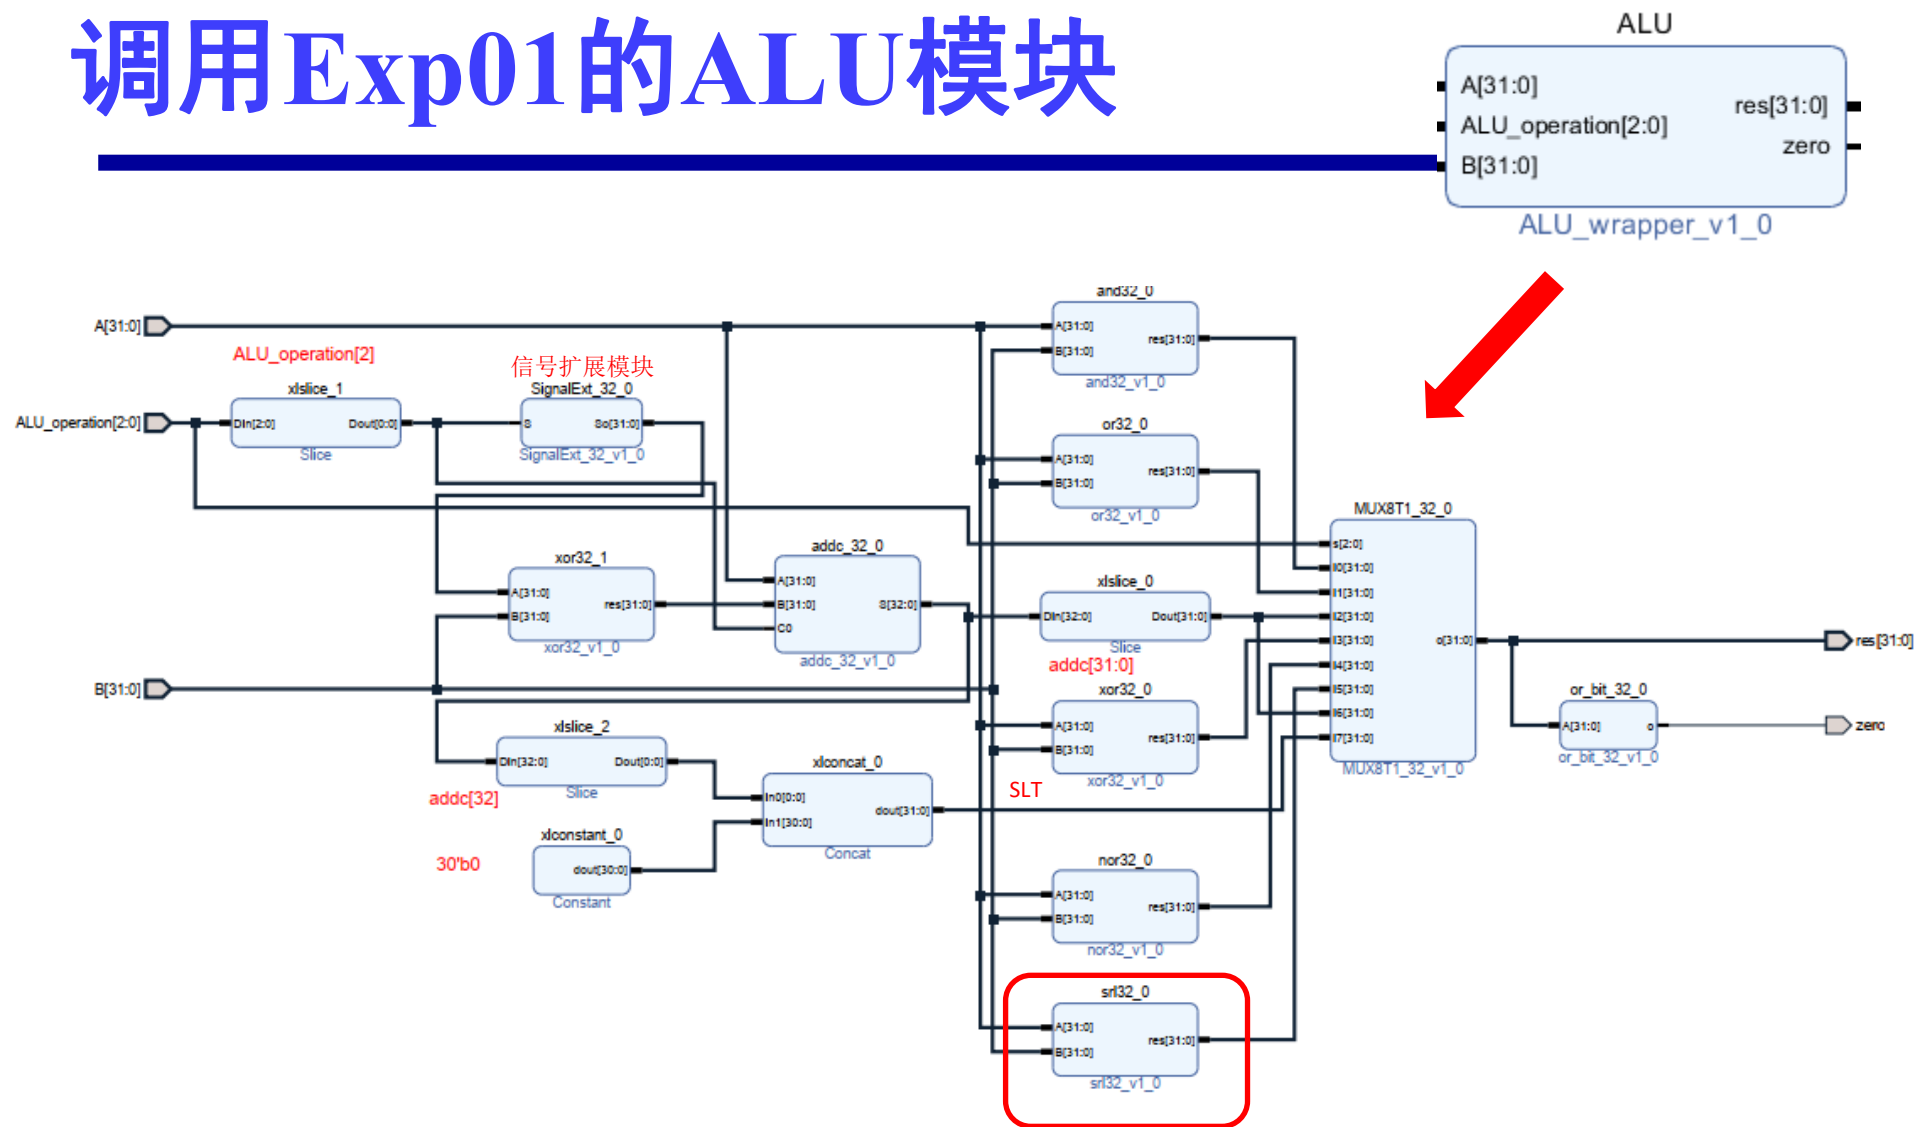 调用Exp01的ALU模块
ALU
A[31:0]
ALU_operation[2:0]
B[31:0]
res[31:0]
zero
ALU_wrapper_v1_0
A[31:0]
ALU_operation[2:0]
B[31:0]
ALU_operation[2]
xlslice_1
Din[2:0]
Dout[0:0]
Slice
信号扩展模块
SignalExt_32_0
S
So[31:0]
SignalExt_32_v1_0
xor32_1
A[31:0]
B[31:0]
res[31:0]
xor32_v1_0
addc_32_0
A[31:0]
B[31:0]
C0
S[32:0]
addc_32_v1_0
xlslice_2
Din[32:0]
Dout[0:0]
Slice
addc[32]
xlconstant_0
30'b0
dout[30:0]
Constant
xlconcat_0
In0[0:0]
In1[30:0]
dout[31:0]
Concat
and32_0
A[31:0]
B[31:0]
res[31:0]
and32_v1_0
or32_0
A[31:0]
B[31:0]
res[31:0]
or32_v1_0
xlslice_0
Din[32:0]
Dout[31:0]
Slice
addc[31:0]
xor32_0
A[31:0]
B[31:0]
res[31:0]
xor32_v1_0
SLT
nor32_0
A[31:0]
B[31:0]
res[31:0]
nor32_v1_0
srl32_0
A[31:0]
B[31:0]
res[31:0]
srl32_v1_0
MUX8T1_32_0
s[2:0]
I0[31:0]
I1[31:0]
I2[31:0]
I3[31:0]
I4[31:0]
I5[31:0]
I6[31:0]
I7[31:0]
o[31:0]
MUX8T1_32_v1_0
or_bit_32_0
A[31:0]
o
or_bit_32_v1_0
res[31:0]
zero